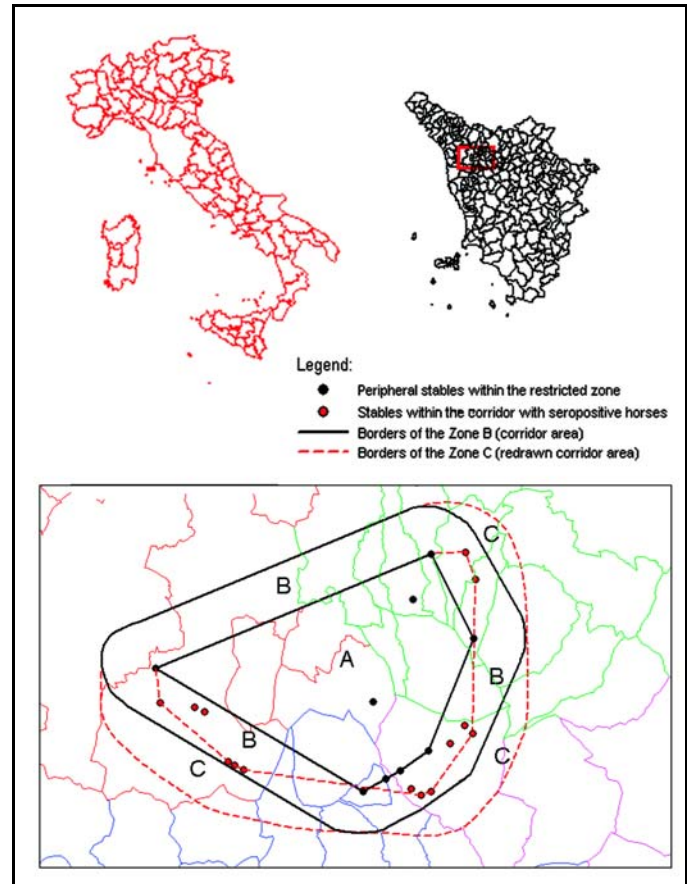 Legend:
Peripheral stables within the restricted zone
Stables within the corridor with seropositive horses
Borders of the Zone B (corridor area)
Borders of the Zone C (redrawn corridor area)
C
B
A
B
B
C
C